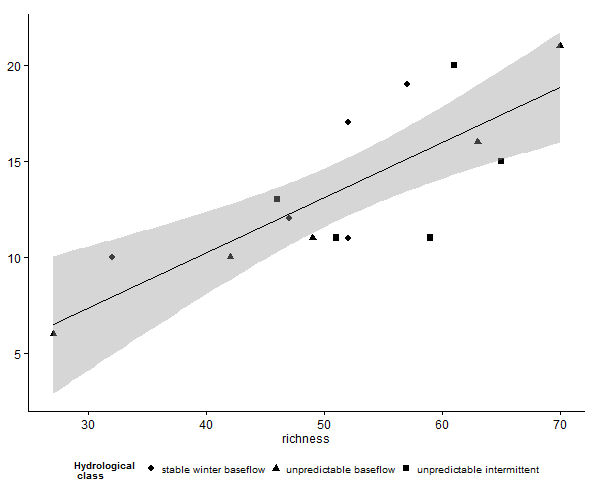 20
15
10
5
30 40 50 60 70
richness
Hydrological
class
stable winter baseflow unpredictable baseflow unpredictable intermittent